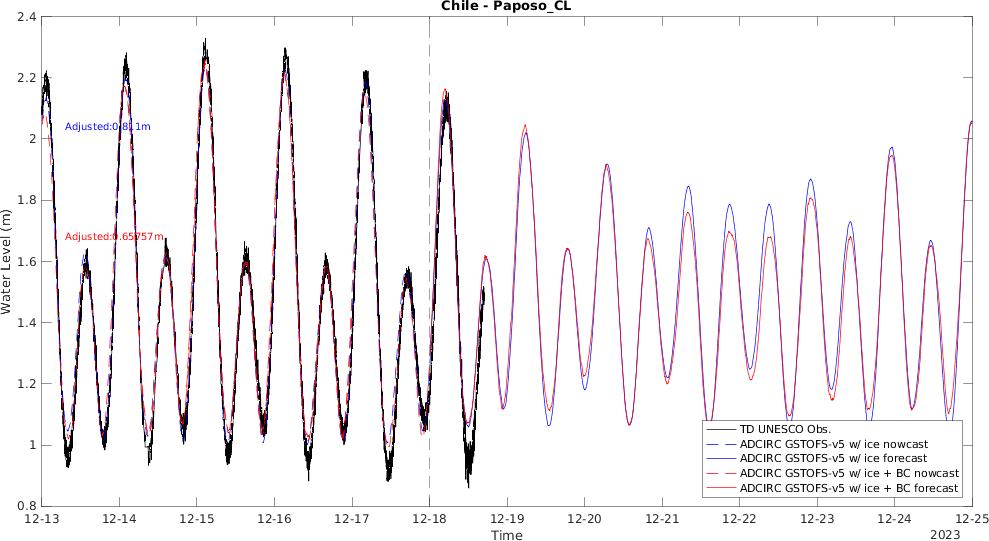 Chile - Paposo_CL
2.4
2.2
2
1.8
1.6
1.4
1.2
1
0.8
Water Level (m)
Adjusted:0.811m
Adjusted:0.65757m
TD UNESCO Obs.
ADCIRC GSTOFS-v5 w/ ice nowcast
ADCIRC GSTOFS-v5 w/ ice forecast
ADCIRC GSTOFS-v5 w/ ice + BC nowcast
ADCIRC GSTOFS-v5 w/ ice + BC forecast
12-13 12-14 12-15 12-16 12-17 12-18 12-19 12-20 12-21 12-22 12-23 12-24 12-25
Time
2023